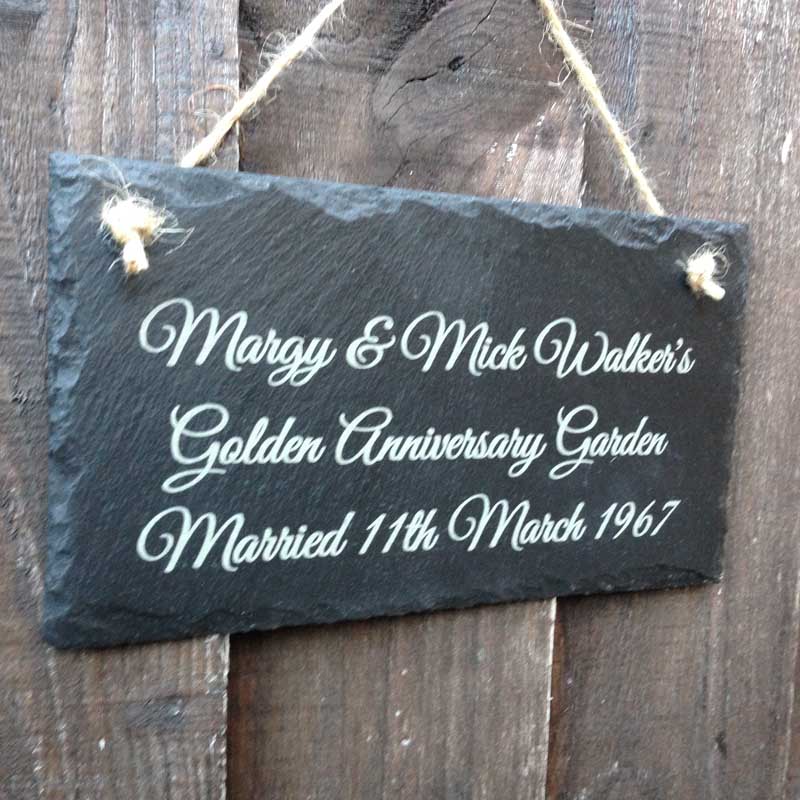 Margy & Mick Walker's
Golden Anniversary Garden
Married 11th March 1967